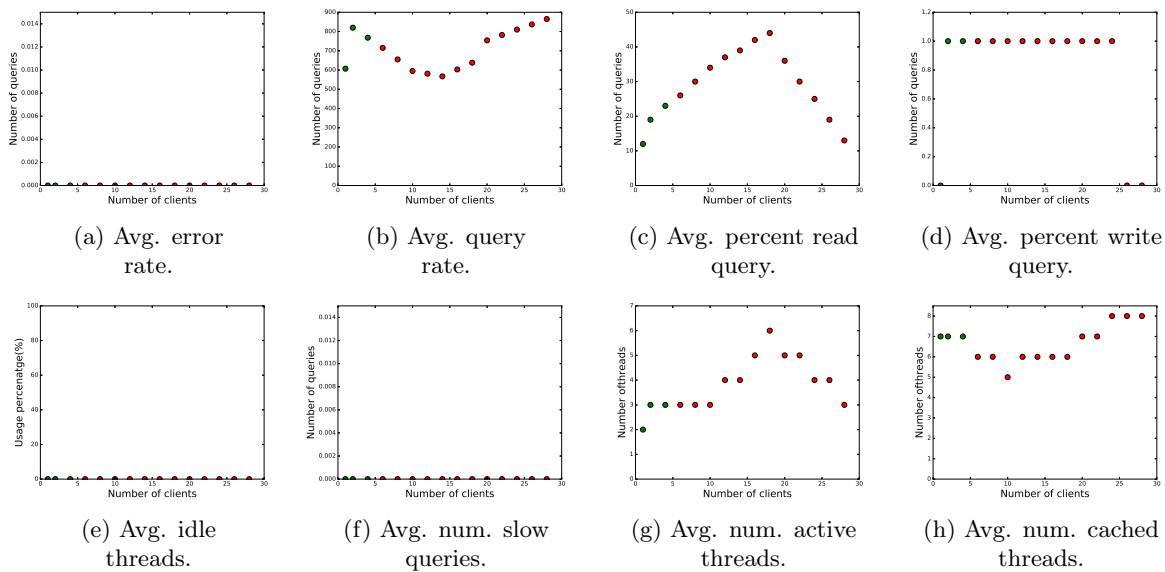 Number of queries
0.014
0.012
0.010
0.008
0.006
0.004
0.002
0.000
0 5 10 15 20 25 30
Number of clients
(a) Avg. error
rate.
Number of queries
900
800
700
600
500
400
300
200
100
0
0 5 10 15 20 25 30
Number of clients
(b) Avg. query
rate.
Number of queries
50
40
30
20
10
0
0 5 10 15 20 25 30
Number of clients
(c) Avg. percent read
query.
Number of queries
1.2
1.0
0.8
0.6
0.4
0.2
0.0
0 5 10 15 20 25 30
Number of clients
(d) Avg. percent write
query.
Usage percenatge(%)
100
80
60
40
20
0
0 5 10 15 20 25 30
Number of clients
(e) Avg. idle
threads.
Number of queries
0.014
0.012
0.010
0.008
0.006
0.004
0.002
0.000
0 5 10 15 20 25 30
Number of clients
(f) Avg. num. slow
queries.
Number ofthreads
7
6
5
4
3
2
1
0
0 5 10 15 20 25 30
Number of clients
(g) Avg. num. active
threads.
Number ofthreads
8
7
6
5
4
3
2
1
0
0 5 10 15 20 25 30
Number of clients
(h) Avg. num. cached
threads.